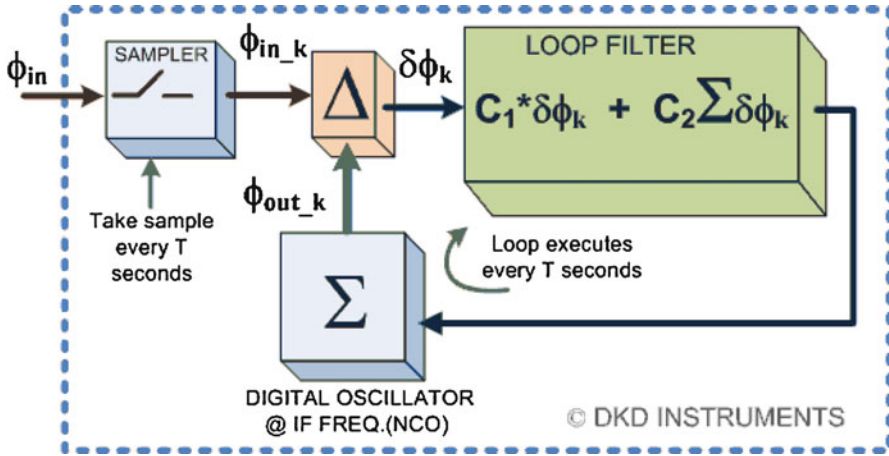 SAMPLER
ϕin
ϕin_k
Δ
δϕk
LOOP FILTER
C1*δϕk + C2Σδϕk
ϕout_k
Take sample
every T
seconds
Loop executes
every T seconds
Σ
DIGITAL OSCILLATOR
@ IF FREQ.(NCO)
© DKD INSTRUMENTS